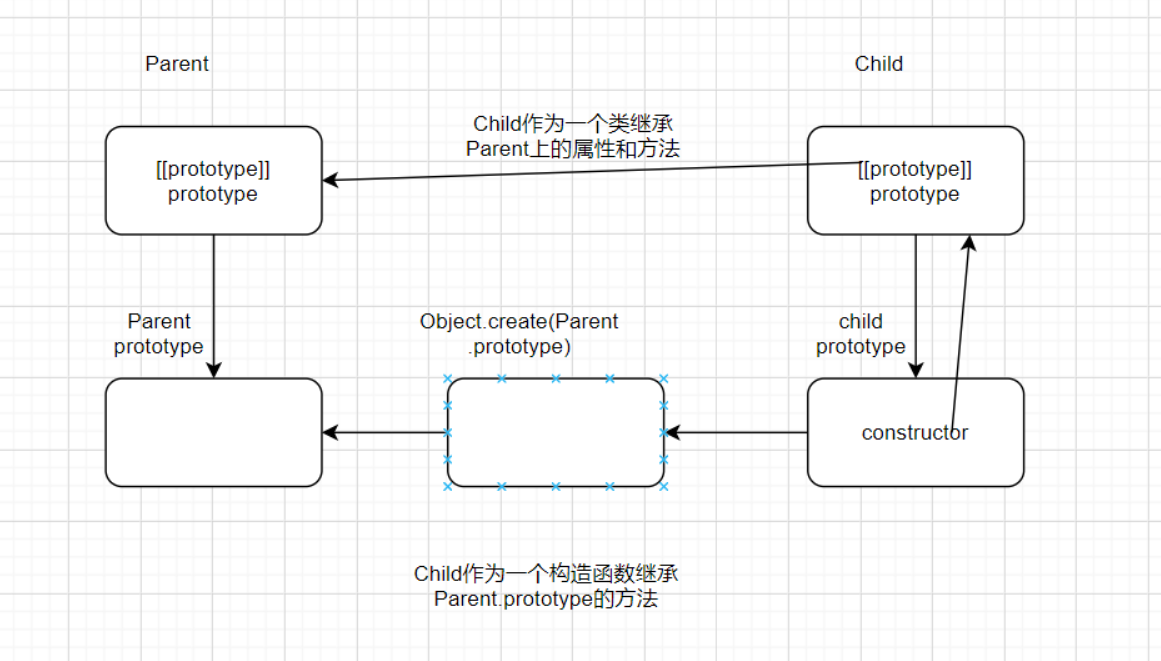 Parent
Child
Child作为一个类继承
Parent上的属性和方法
[[prototype]]
prototype
[[prototype]]
prototype
Parent
prototype
Object.create(Parent
.prototype)
child
prototype
constructor
Child作为一个构造函数继承
Parent.prototype的方法